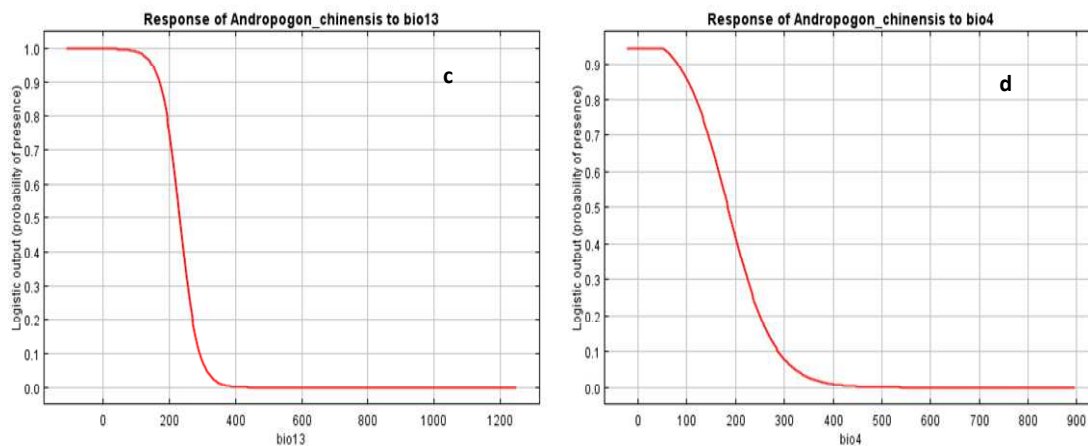 Response of Andropogon_chinensis to bio13
Logistic output (probability of presence)
1.0
0.9
0.8
0.7
0.6
0.5
0.4
0.3
0.2
0.1
0.0
c
0 200 400 600 800 1000 1200
bio13
Response of Andropogon_chinensis to bio4
Logistic output (probability of presence)
0.9
0.8
0.7
0.6
0.5
0.4
0.3
0.2
0.1
0.0
d
0 100 200 300 400 500 600 700 800 900
bio4